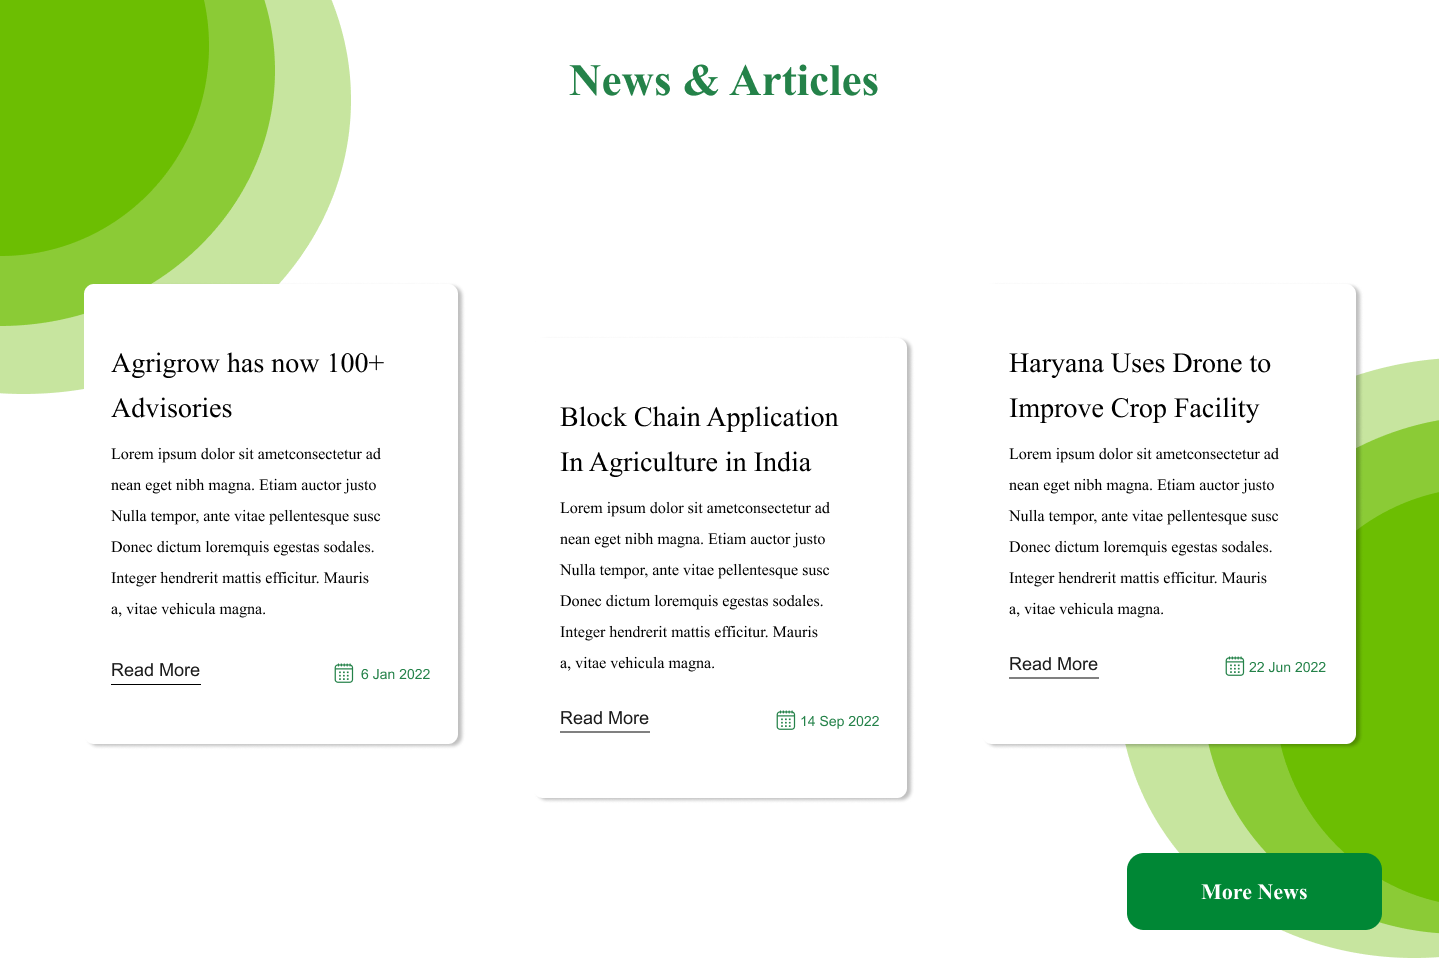 News & Articles
Agrigrow has now 100+
Advisories
Lorem ipsum dolor sit ametconsectetur ad
nean eget nibh magna. Etiam auctor justo
Nulla tempor, ante vitae pellentesque susc
Donec dictum loremquis egestas sodales.
Integer hendrerit mattis efficitur. Mauris
a, vitae vehicula magna.
Read More
6 Jan 2022
Block Chain Application
In Agriculture in India
Lorem ipsum dolor sit ametconsectetur ad
nean eget nibh magna. Etiam auctor justo
Nulla tempor, ante vitae pellentesque susc
Donec dictum loremquis egestas sodales.
Integer hendrerit mattis efficitur. Mauris
a, vitae vehicula magna.
Read More
14 Sep 2022
Haryana Uses Drone to
Improve Crop Facility
Lorem ipsum dolor sit ametconsectetur ad
nean eget nibh magna. Etiam auctor justo
Nulla tempor, ante vitae pellentesque susc
Donec dictum loremquis egestas sodales.
Integer hendrerit mattis efficitur. Mauris
a, vitae vehicula magna.
Read More
22 Jun 2022
More News